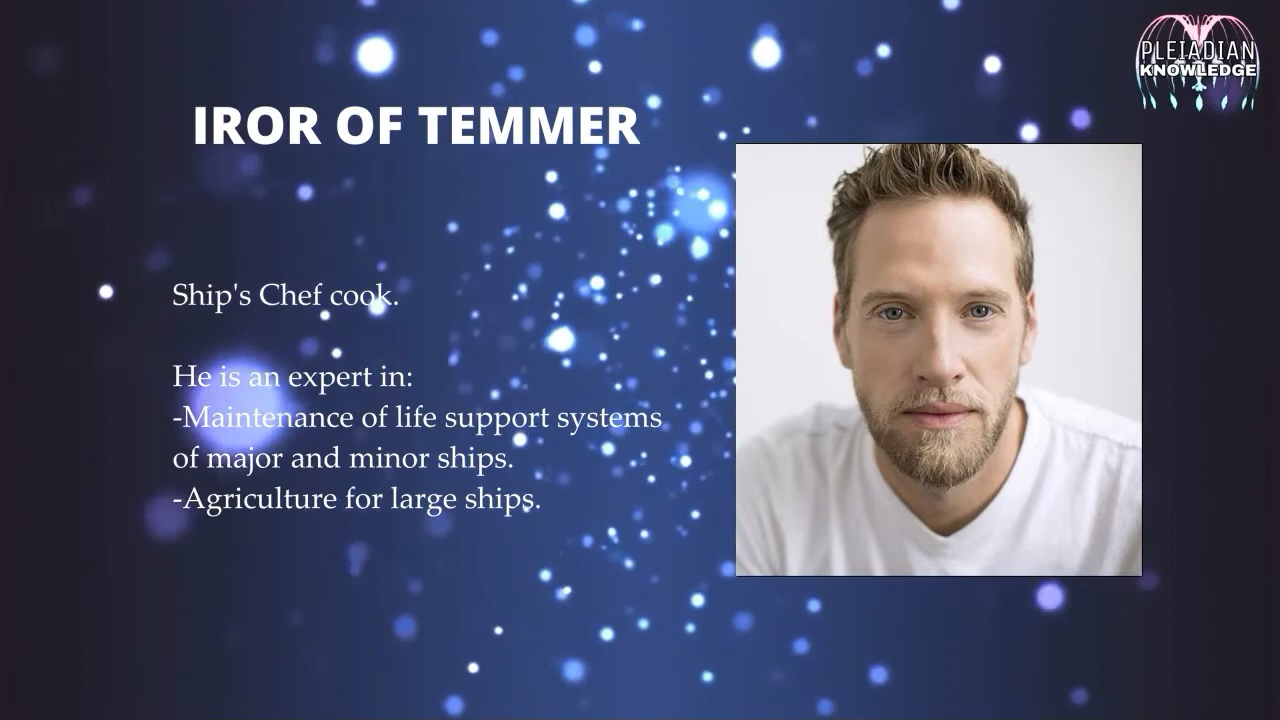 PLEIADIAN
KNOWLEDGE
IROR OF TEMMER
Ship's Chef cook.
He is an expert in:
-Maintenance of life support systems
of major and minor ships.
-Agriculture for large ships.